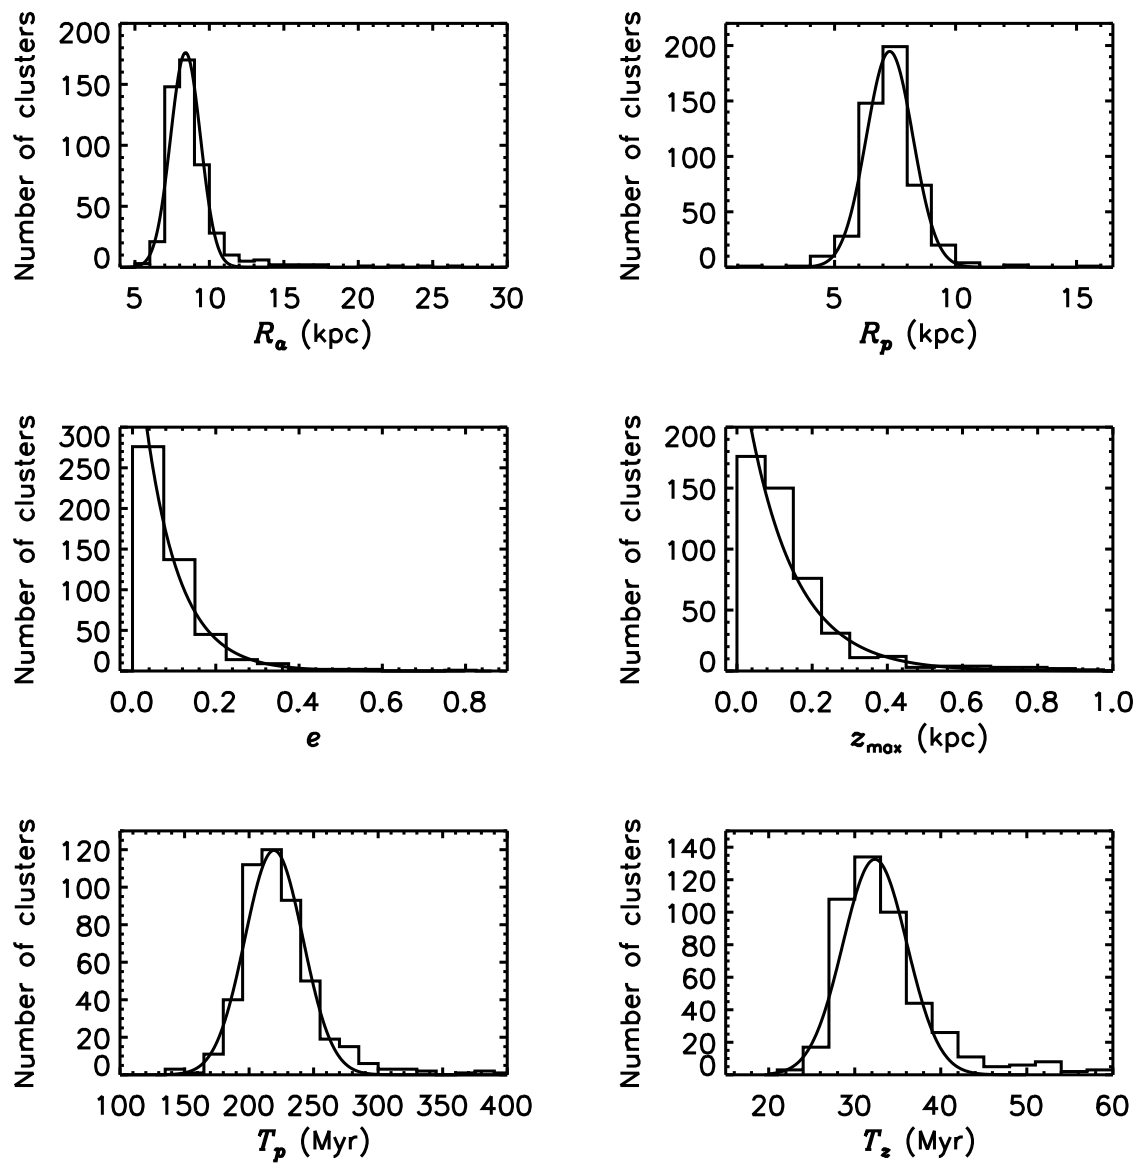 Number of clusters
200
150
100
50
0
5 10 15 20 25 30
R_a (kpc)
Number of clusters
200
150
100
50
0
5 10 15
R_p (kpc)
Number of clusters
300
250
200
150
100
50
0
0.0 0.2 0.4 0.6 0.8
e
Number of clusters
200
150
100
50
0
0.0 0.2 0.4 0.6 0.8 1.0
z_max (kpc)
Number of clusters
120
100
80
60
40
20
0
100 150 200 250 300 350 400
T_p (Myr)
Number of clusters
140
120
100
80
60
40
20
0
20 30 40 50 60
T_z (Myr)